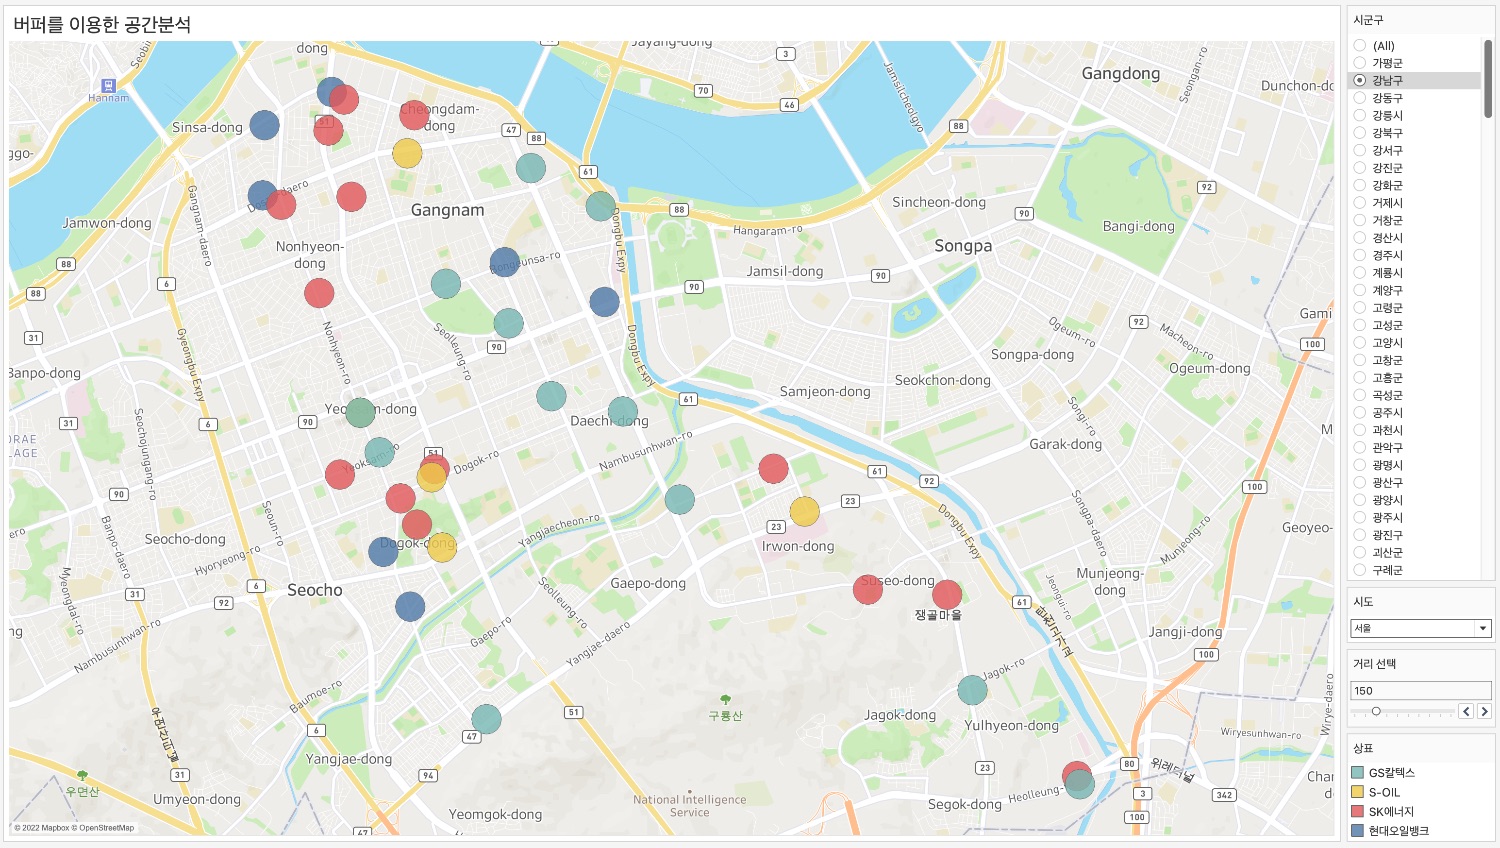 버퍼를 이용한 공간분석
dong
Jayang-dong
3
Gangdong
Seongan-ro
Hannam
70
46
Jamsilcheolgyo
Dunchon-do
Cheongdam-
dong
Sinsa-dong
51
47
88
88
ggo-
61
92
Gangnam-daero
Gangnam
88
90
Sincheon-dong
Jamwon-dong
Hangaram-ro
Bangi-dong
Dongbu Expy
Nonhyeon-
dong
Songpa
88
Bongeunsa-ro
Jamsil-dong
90
6
90
88
Seolleung-ro
Gami
31
Nonhyeon-ro
90
Dongbu Expy
Ogeum-ro
92
Macheon-ro
100
Gyeongbu Expy
Songpa-dong
Banpo-dong
Seokchon-dong
Ogeum-dong
Samjeon-dong
61
Songi-ro
Yeoksam-dong
31
6
90
Daechi-dong
Seochojungang-ro
ORAE
LAGE
Nambusunhwan-ro
Garak-dong
51
Yeoksam-ro
Dogok-ro
61
92
90
23
100
Songpa-daero
Banpo-daero
Seoun-ro
Yangjaecheon-ro
23
Dongbu Expy
Munjeong-ro
Geoyeo-
Seocho-dong
Dogok-dong
Irwon-dong
Hyoryeong-ro
Myeongdal-ro
Seocho
6
Gaepo-dong
Suseo-dong
Munjeong-
dong
Jeongui-ro
31
92
Seolleung-ro
61
쟁골마을
ng
Nambusunhwan-ro
Gaepo-ro
Yangjae-daero
Jangji-dong
100
Jagok-ro
Baumoe-ro
구룡산
51
Jagok-dong
Yulhyeon-dong
Wirye-daero
6
47
Wiryesunhwan-ro
Yangjae-dong
31
94
23
80
위례터널
우면산
Umyeon-dong
National Intelligence
Service
Segok-dong
Heolleung-
3
342
Yeomgok-dong
100
47
© 2022 Mapbox © OpenStreetMap
시군구
(All)
가평군
강남구
강동구
강릉시
강북구
강서구
강진군
강화군
거제시
거창군
경산시
경주시
계룡시
계양구
고령군
고성군
고양시
고창군
고흥군
곡성군
공주시
과천시
관악구
광명시
광산구
광양시
광주시
광진구
괴산군
구례군
시도
서울
거리 선택
150
상표
GS칼텍스
S-OIL
SK에너지
현대오일뱅크